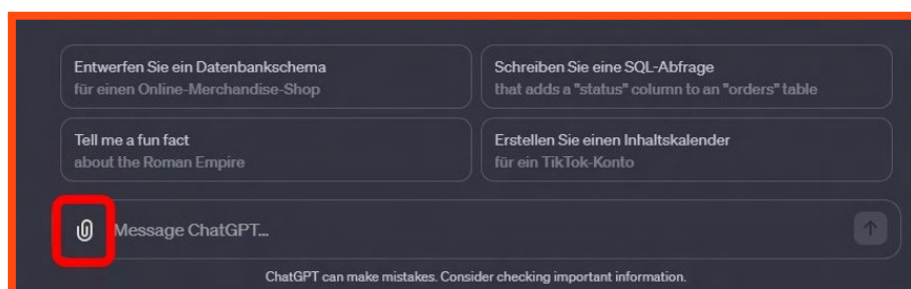 Entwerfen Sie ein Datenbankschema
für einen Online-Merchandise-Shop
Schreiben Sie eine SQL-Abfrage
that adds a "status" column to an "orders" table
Tell me a fun fact
about the Roman Empire
Erstellen Sie einen Inhaltskalender
für ein TikTok-Konto
Message ChatGPT...
ChatGPT can make mistakes. Consider checking important information.